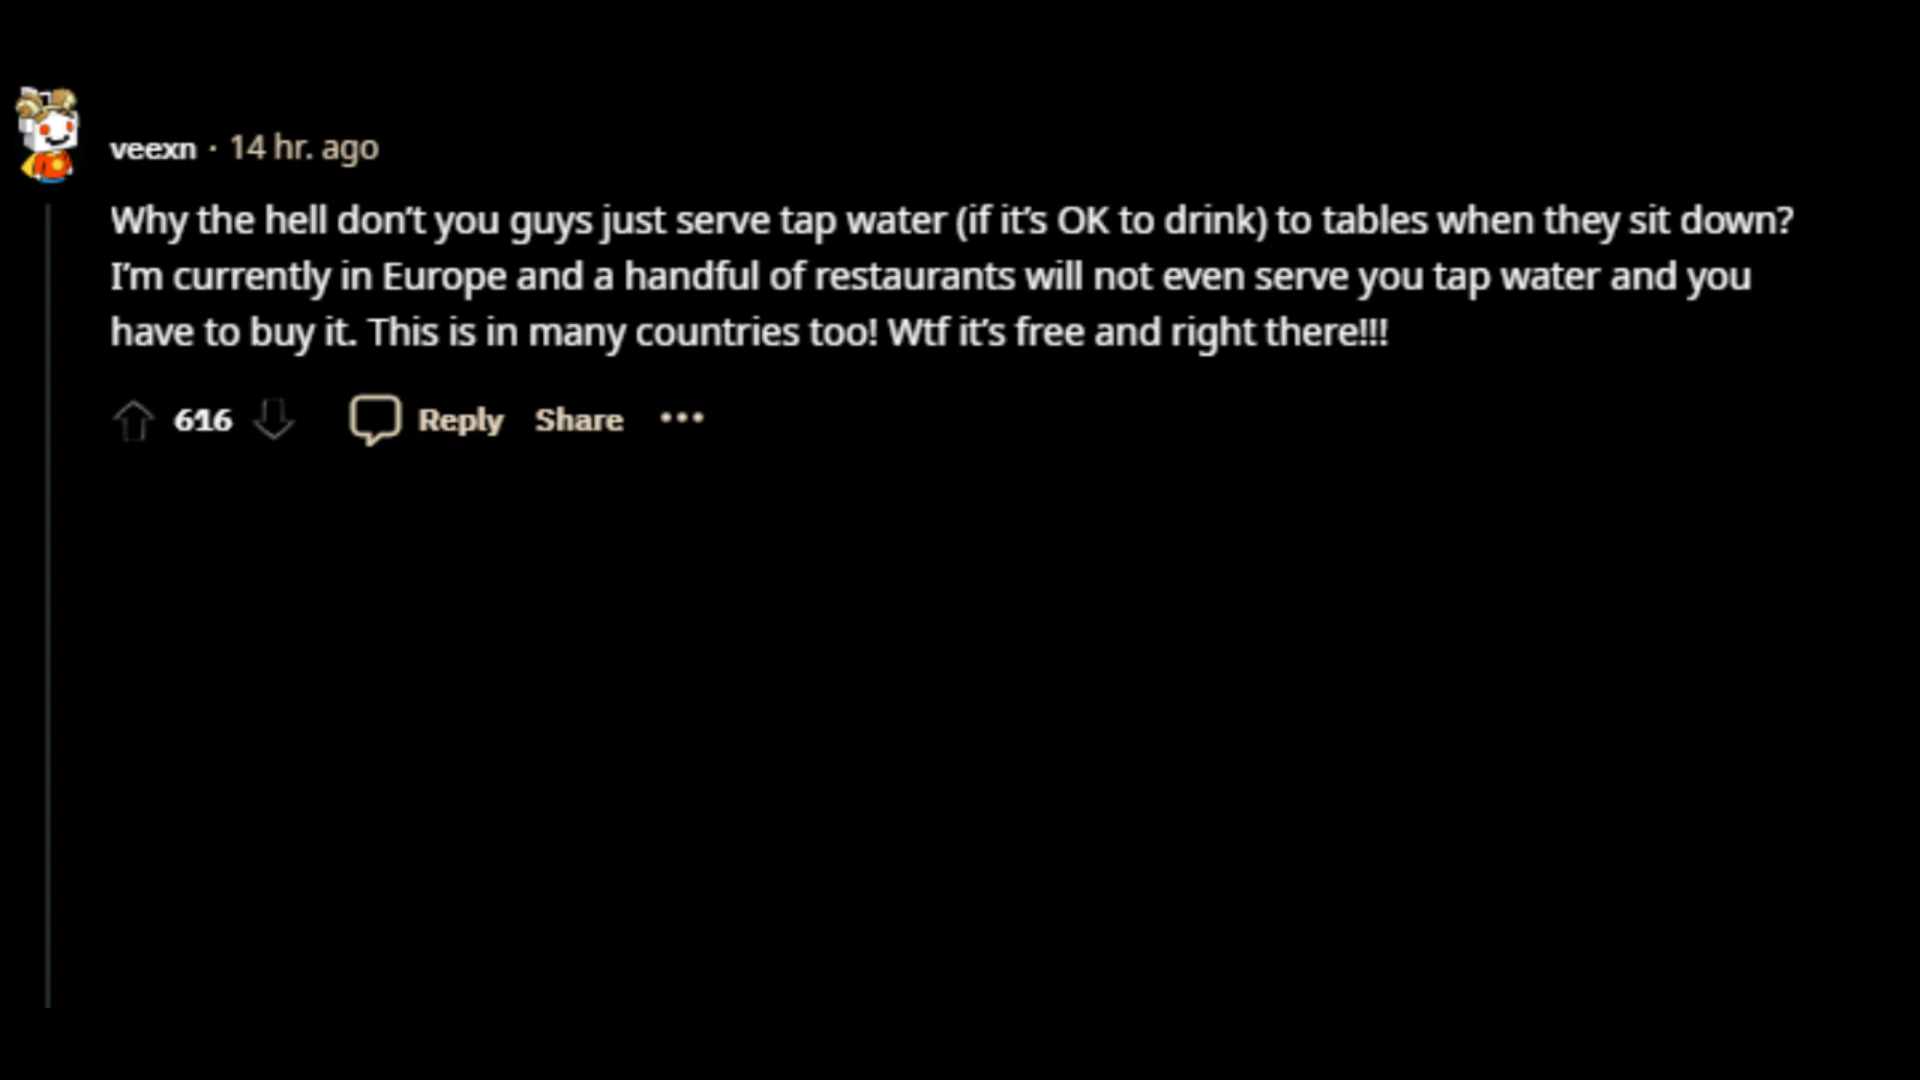 veexn · 14 hr. ago
Why the hell don’t you guys just serve tap water (if it’s OK to drink) to tables when they sit down?
I’m currently in Europe and a handful of restaurants will not even serve you tap water and you
have to buy it. This is in many countries too! Wtf it’s free and right there!!!
616 Reply Share ···